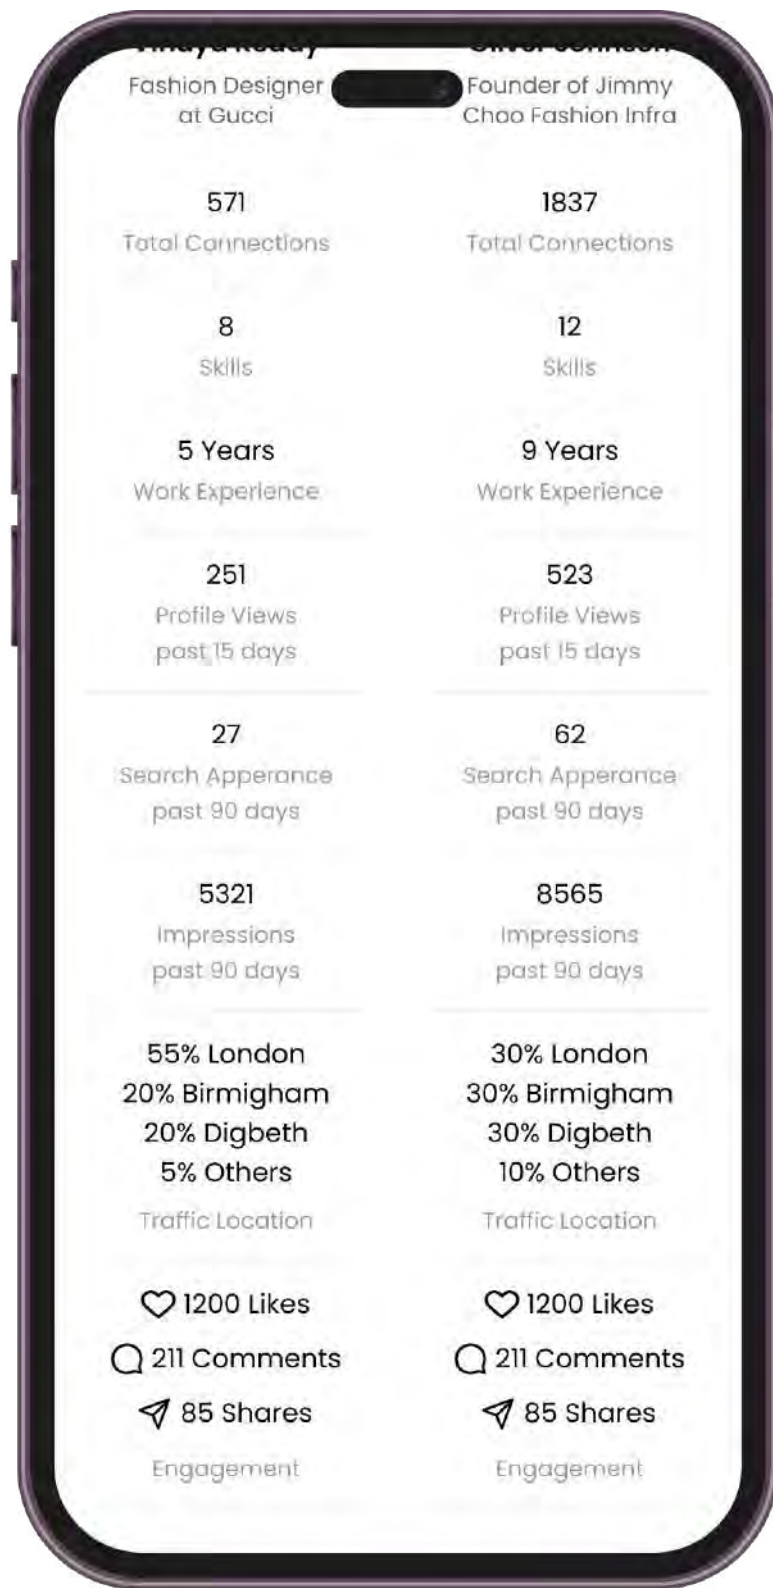 Fashion Designer
at Gucci
571
Total Connections
8
Skills
5 Years
Work Experience
251
Profile Views
past 15 days
27
Search Apperance
past 90 days
5321
Impressions
past 90 days
55% London
20% Birmigham
20% Digbeth
5% Others
Traffic Location
1200 Likes
211 Comments
85 Shares
Engagement
Founder of Jimmy
Choo Fashion Infra
1837
Total Connections
12
Skills
9 Years
Work Experience
523
Profile Views
past 15 days
62
Search Apperance
past 90 days
8565
Impressions
past 90 days
30% London
30% Birmigham
30% Digbeth
10% Others
Traffic Location
1200 Likes
211 Comments
85 Shares
Engagement